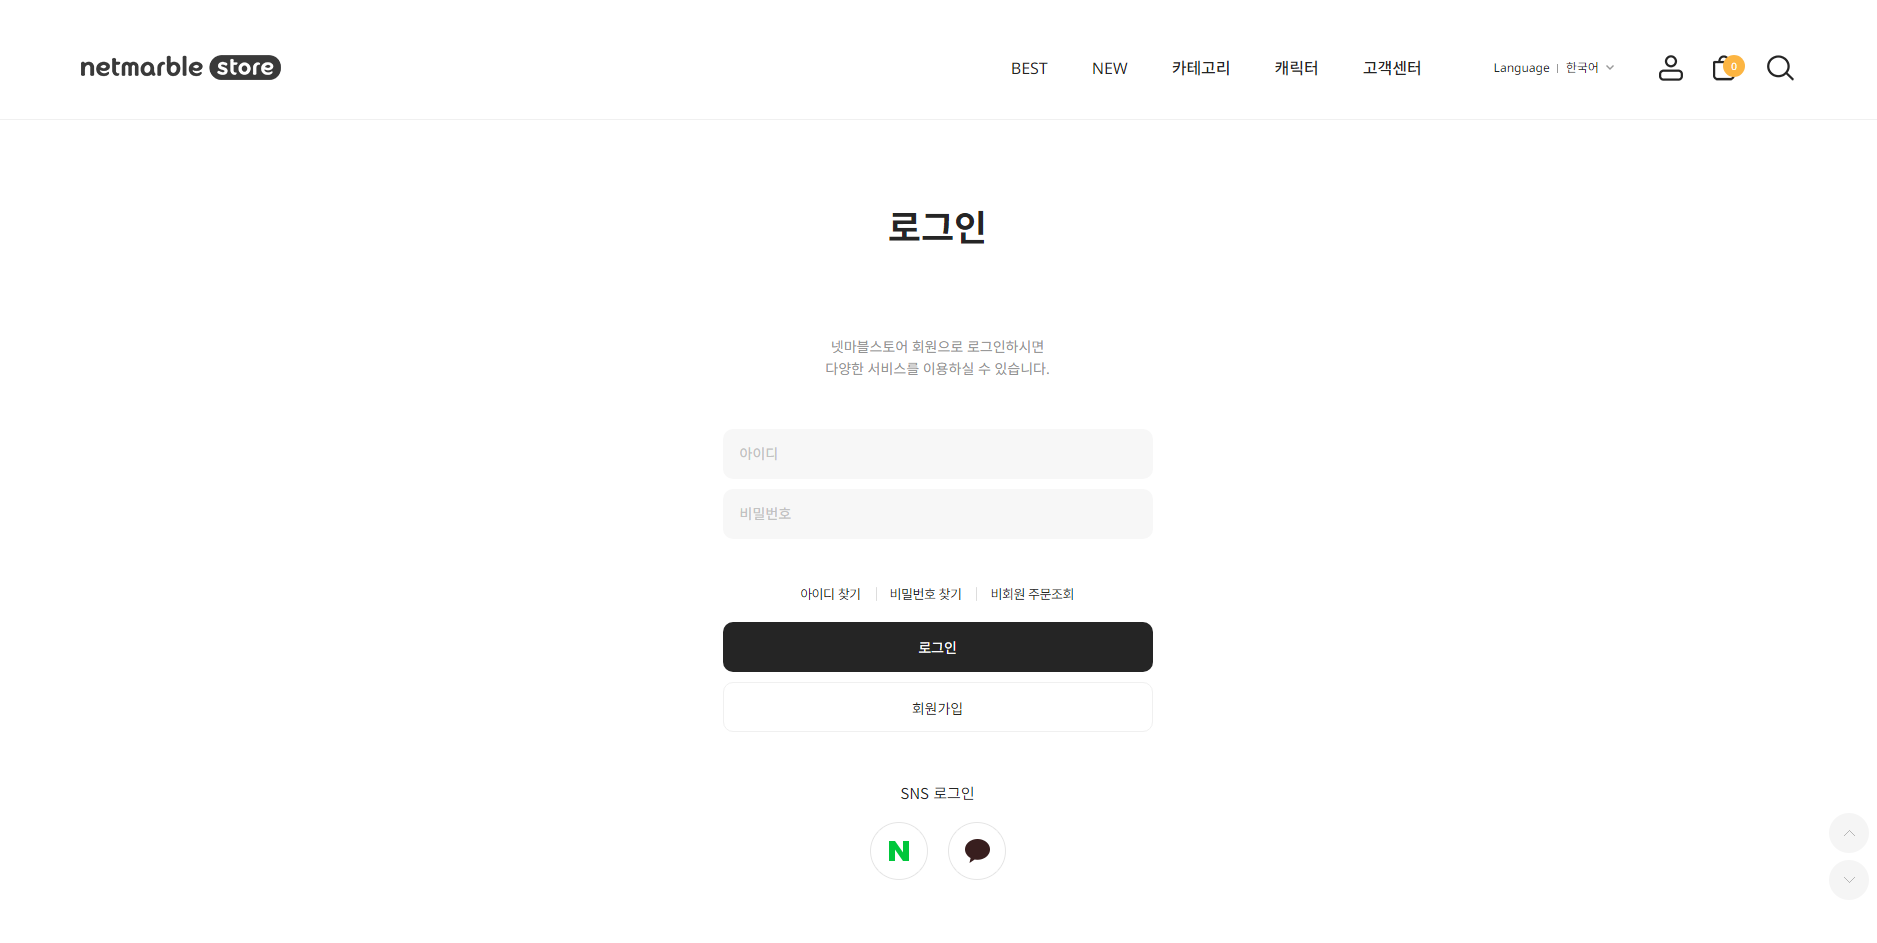 netmarble store
BEST NEW 카테고리 캐릭터 고객센터 Language 한국어 0
로그인
넷마블스토어 회원으로 로그인하시면
다양한 서비스를 이용하실 수 있습니다.
아이디
비밀번호
아이디 찾기 비밀번호 찾기 비회원 주문조회
로그인
회원가입
SNS 로그인
N